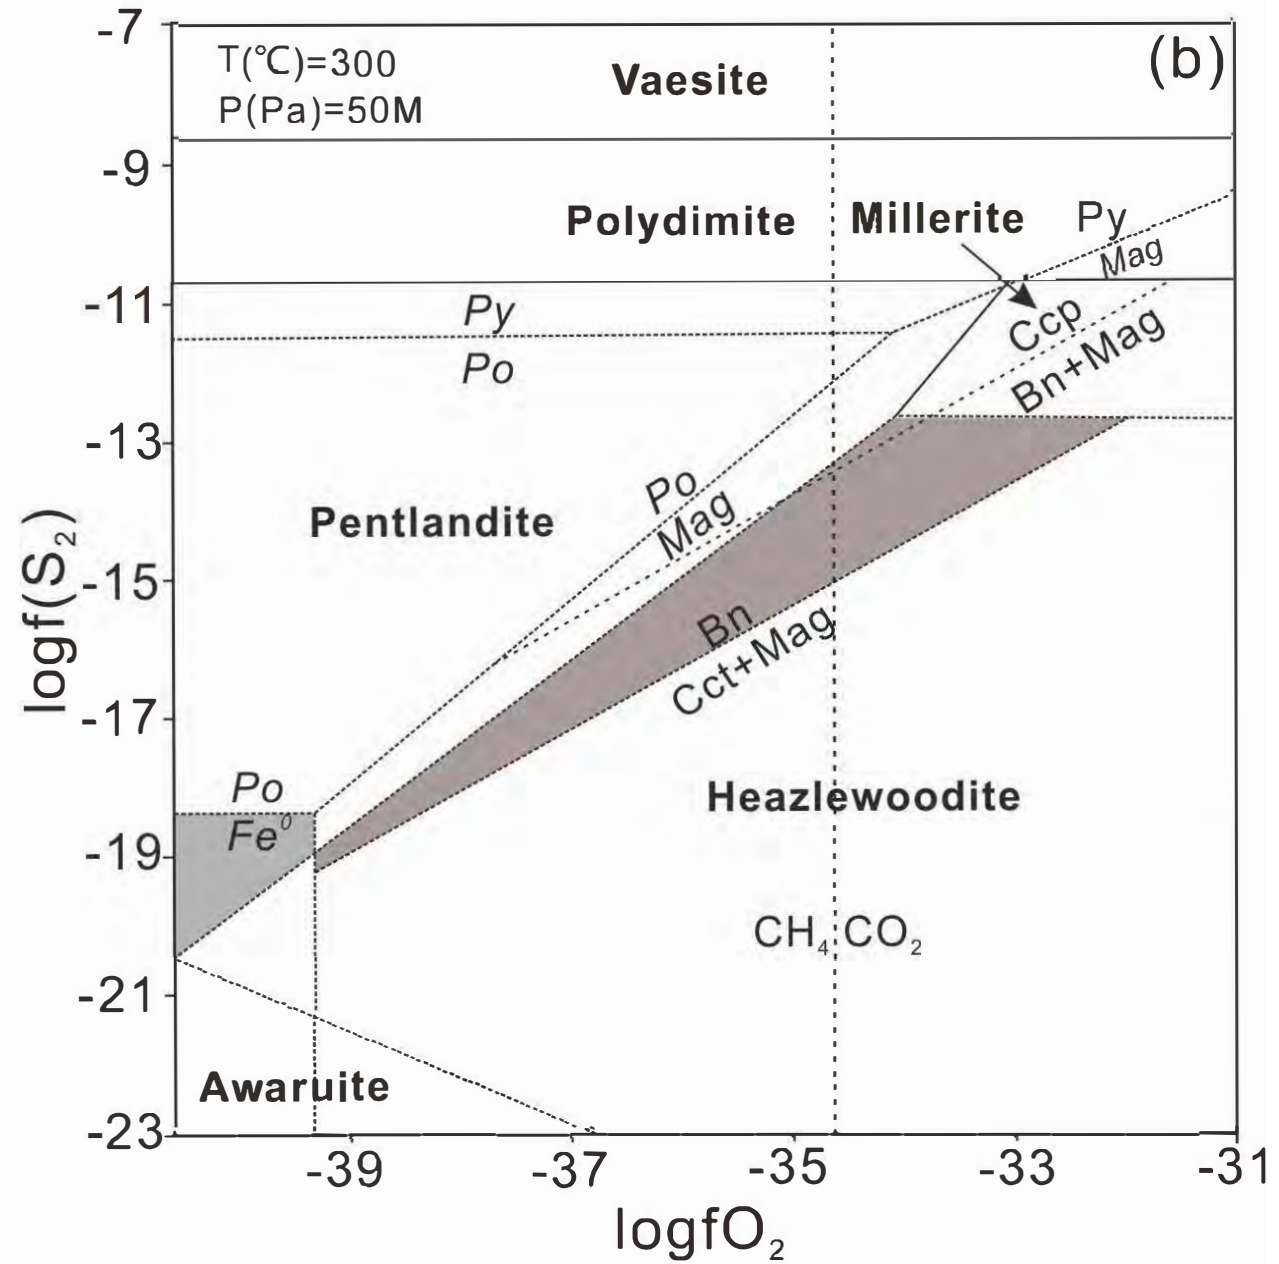 -7
T(℃)=300
(b)
P(Pa)=50M
Vaesite
-9
Polydimite
Millerite
Py
Mag
-11
Py
Po
Ccp
Bn+Mag
-13
Po
Mag
Pentlandite
logf(S₂)
-15
Bn
Cct+Mag
-17
Po
Fe⁰
Heazlewoodite
-19
CH₄ CO₂
-21
Awaruite
-23
-39
-37
-35
-33
-31
logfO₂